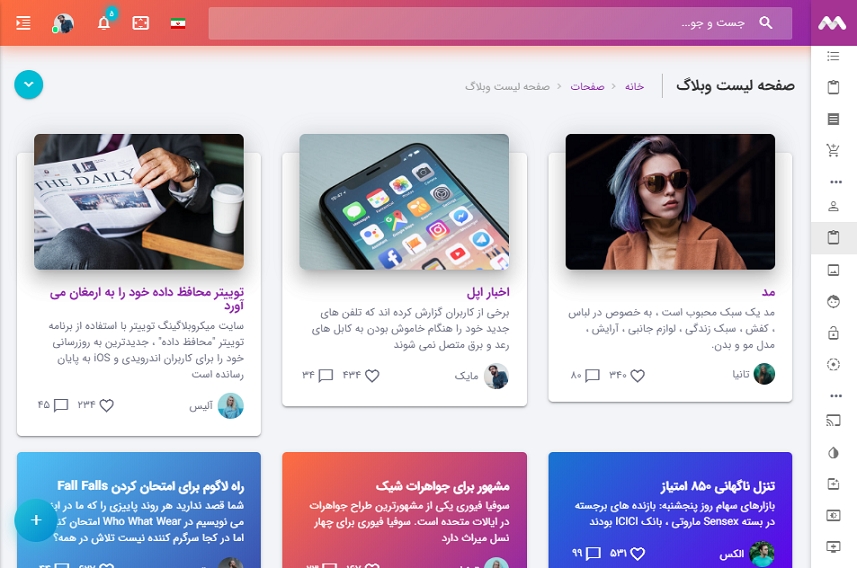 جست و جو...
۵
صفحه لیست وبلاگ
خانه > صفحات > صفحه لیست وبلاگ
مد
مد یک سبک محبوب است ، به خصوص در لباس
، کفش ، سبک زندگی ، لوازم جانبی ، آرایش ،
مدل مو و بدن.
تانیا
۳۴۰
۸۰
اخبار اپل
برخی از کاربران گزارش کرده اند که تلفن های
جدید خود را هنگام خاموش بودن به کابل های
رعد و برق متصل نمی شوند
مایک
۴۳۴
۳۴
THE DAILY
توییتر محافظ داده خود را به ارمغان می
آورد
سایت میکروبلاگینگ توییتر با استفاده از برنامه
توییتر "محافظ داده" ، جدیدترین به روزرسانی
خود را برای کاربران اندرویدی و iOS به پایان
رسانده است
آلیس
۲۳۴
۴۵
تنزل ناگهانی ۸۵۰ امتیاز
بازارهای سهام روز پنجشنبه: بازنده های برجسته
در بسته Sensex ماروتی ، بانک ICICI بودند
الکس
۵۳۱
۹۹
مشهور برای جواهرات شیک
سوفیا فیوری یکی از مشهورترین طراح جواهرات
در ایالات متحده است. سوفیا فیوری برای چهار
نسل میراث دارد
راه لاگوم برای امتحان کردن Fall Falls
شما قصد ندارید هر روند پاییزی را که ما در
می نویسیم در Who What Wear امتحان
اما در کجا سرگرم کننده نیست تلاش در همه؟